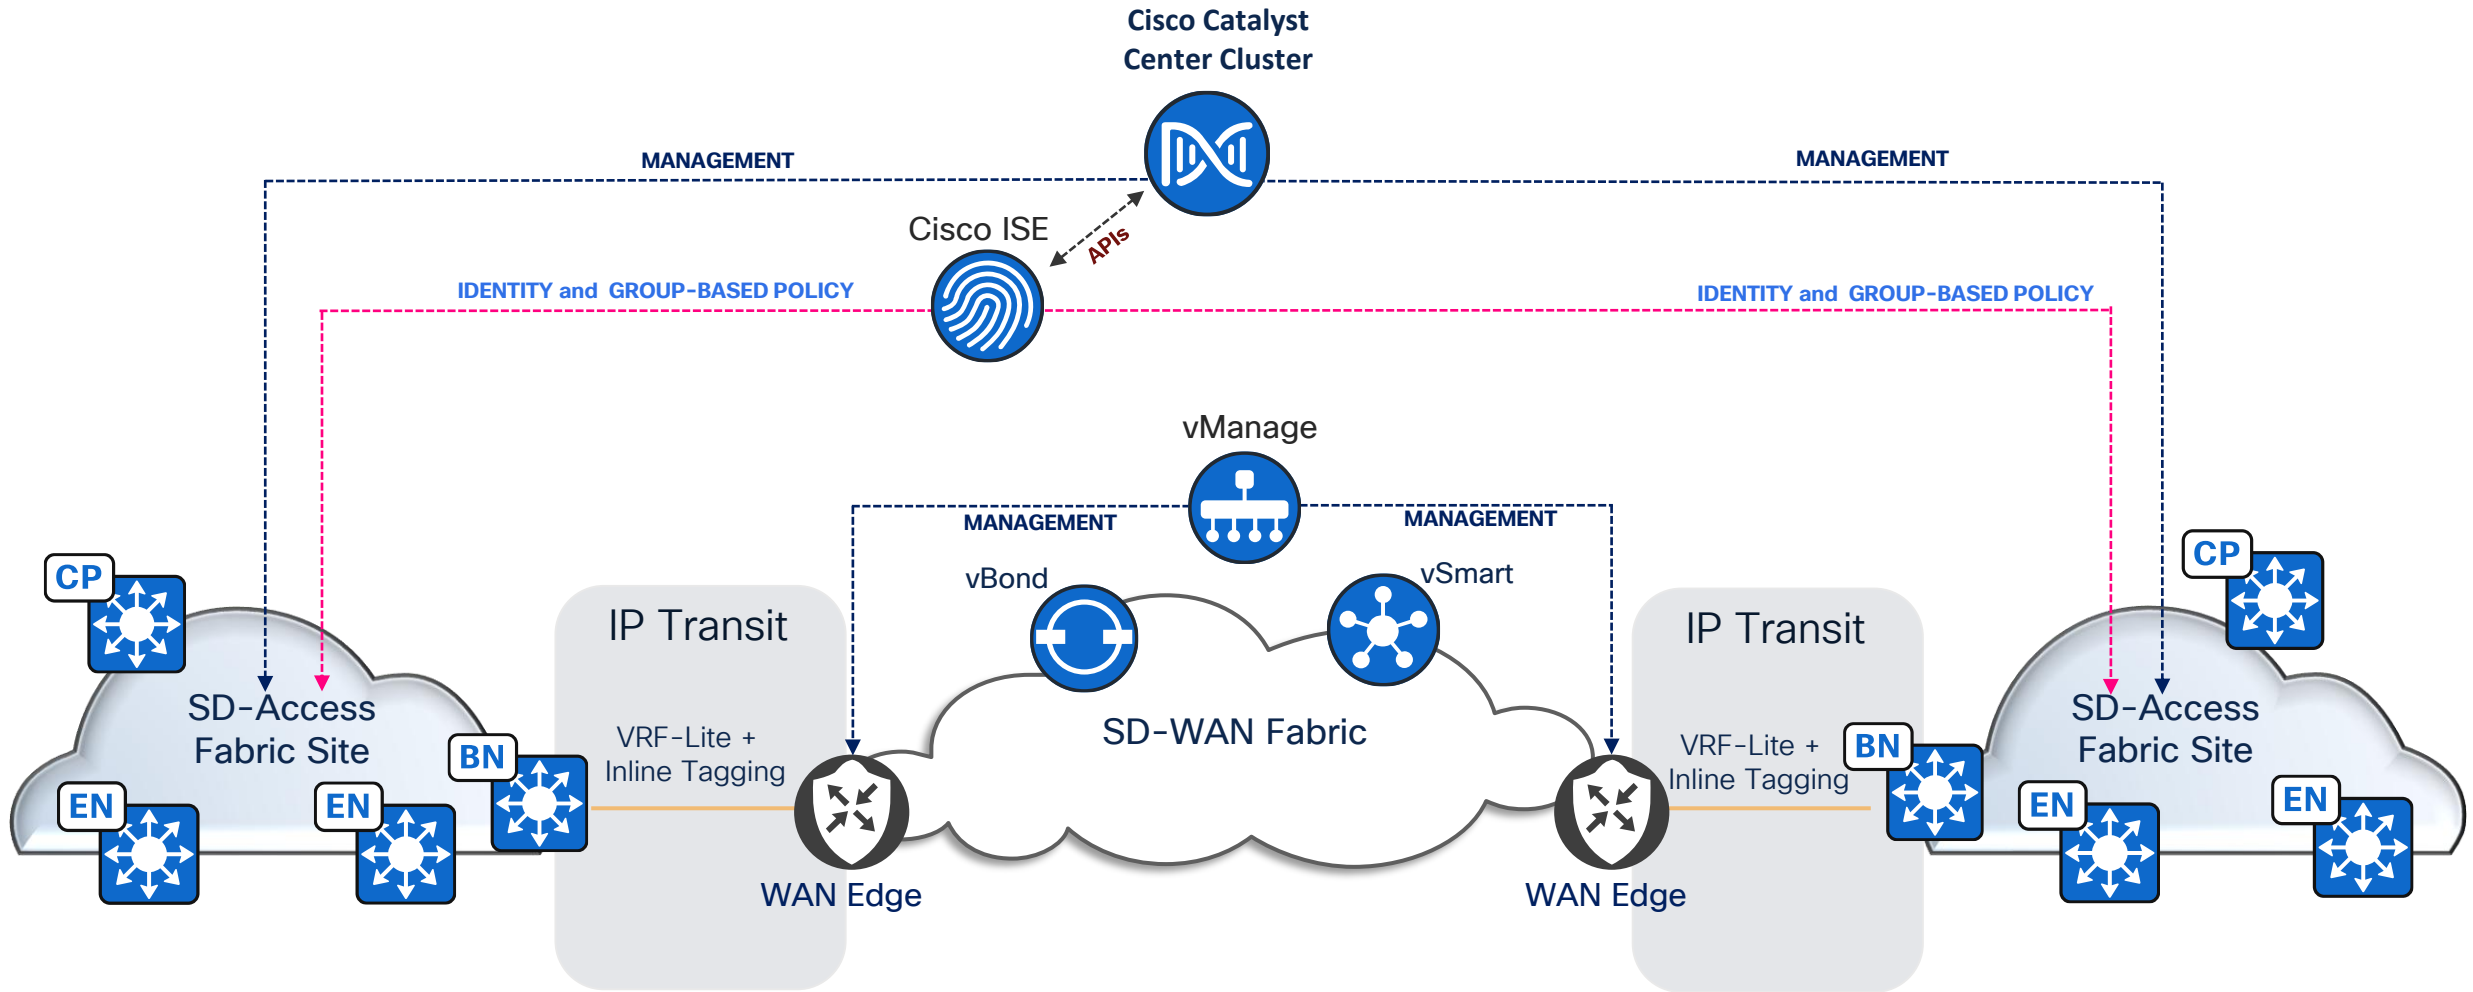 Cisco Catalyst
Center Cluster
MANAGEMENT
MANAGEMENT
Cisco ISE
APIs
IDENTITY and GROUP-BASED POLICY
IDENTITY and GROUP-BASED POLICY
vManage
MANAGEMENT
MANAGEMENT
vBond
vSmart
CP
CP
IP Transit
IP Transit
SD-Access
Fabric Site
SD-WAN Fabric
SD-Access
Fabric Site
BN
VRF-Lite +
Inline Tagging
VRF-Lite +
Inline Tagging
BN
EN
EN
EN
EN
WAN Edge
WAN Edge